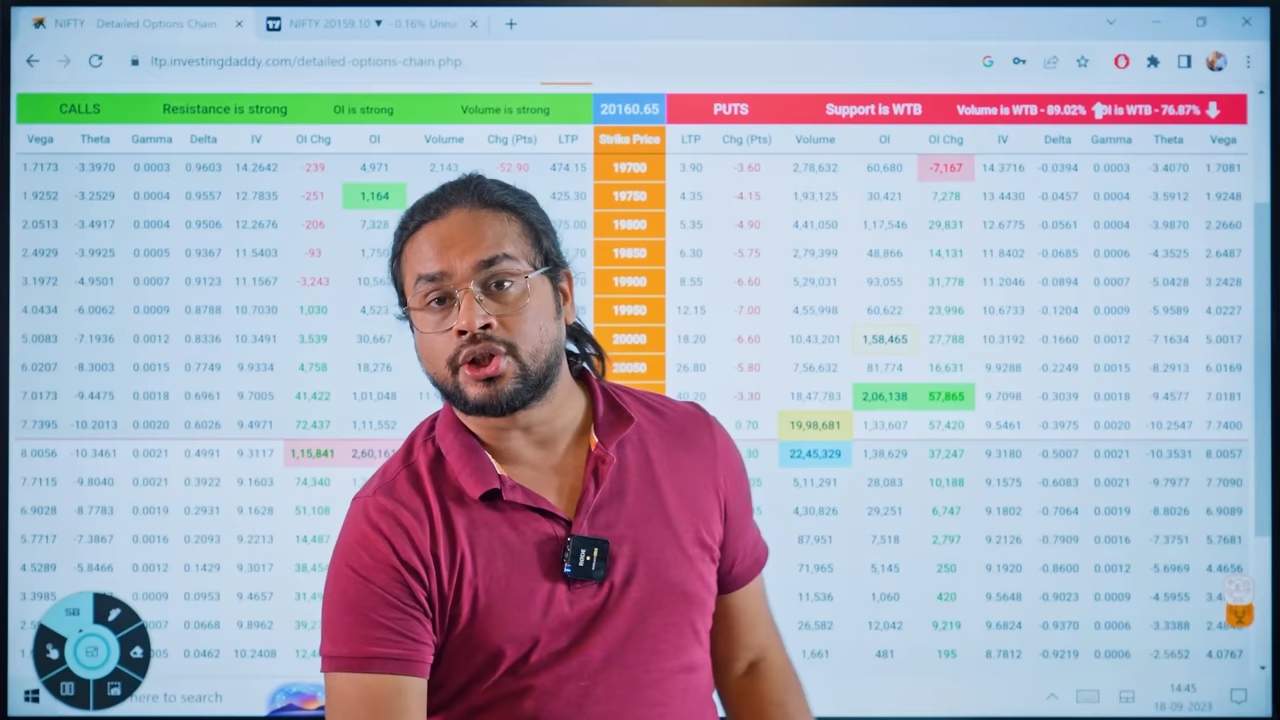 NIFTY - Detailed Options Chain
NIFTY 20159.10 ▼ −0.16% Unna
ltp.investingdaddy.com/detailed-options-chain.php
CALLS Resistance is strong OI is strong Volume is strong 20160.65 PUTS Support is WTB Volume is WTB - 89.02% OI is WTB - 76.87%
Vega Theta Gamma Delta IV OI Chg OI Volume Chg (Pts) LTP Strike Price LTP Chg (Pts) Volume OI OI Chg IV Delta Gamma Theta Vega
1.7173 -3.3970 0.0003 0.9603 14.2642 -239 4,971 2,143 -52.90 474.15 19700 3.90 -3.60 2,78,632 60,680 -7,167 14.3716 -0.0394 0.0003 -3.4070 1.7081
1.9252 -3.2529 0.0004 0.9557 12.7835 -251 1,164 425.30 19750 4.35 -4.15 1,93,125 30,421 7,278 13.4430 -0.0457 0.0004 -3.5912 1.9248
2.0513 -3.4917 0.0004 0.9506 12.2676 -206 7,328 19800 5.35 -4.90 4,41,050 1,17,546 29,831 12.6775 -0.0561 0.0004 -3.9870 2.2660
2.4929 -3.9925 0.0005 0.9367 11.5403 -93 1,750 19850 6.30 -5.75 2,79,399 48,866 14,131 11.8402 -0.0685 0.0006 -4.3525 2.6487
3.1972 -4.9501 0.0007 0.9123 11.1567 -3,243 10,56 19900 8.55 -6.60 5,29,031 93,055 31,778 11.2046 -0.0894 0.0007 -5.0428 3.2428
4.0434 -6.0062 0.0009 0.8788 10.7030 1,030 4,523 19950 12.15 -7.00 4,55,998 60,622 23,996 10.6733 -0.1204 0.0009 -5.9589 4.0227
5.0083 -7.1936 0.0012 0.8336 10.3491 3,539 30,667 20000 18.20 -6.60 10,43,201 1,58,465 27,788 10.3192 -0.1660 0.0012 -7.1634 5.0017
6.0207 -8.3003 0.0015 0.7749 9.9334 4,758 18,276 20050 26.80 -5.80 7,56,632 81,774 16,631 9.9288 -0.2249 0.0015 -8.2913 6.0169
7.0173 -9.4475 0.0018 0.6961 9.7005 41,422 1,01,048 40.20 -3.30 18,47,783 2,06,138 57,865 9.7098 -0.3039 0.0018 -9.4577 7.0181
7.7395 -10.2013 0.0020 0.6026 9.4971 72,437 1,11,552 0.70 19,98,681 1,33,607 57,420 9.5461 -0.3975 0.0020 -10.2547 7.7400
8.0056 -10.3461 0.0021 0.4991 9.3117 1,15,841 2,60,16 22,45,329 1,38,629 37,247 9.3180 -0.5007 0.0021 -10.3531 8.0057
7.7115 -9.8040 0.0021 0.3922 9.1603 74,340 5,11,291 28,083 10,188 9.1575 -0.6083 0.0021 -9.7977 7.7090
6.9028 -8.7783 0.0019 0.2931 9.1628 51,108 4,30,826 29,251 6,747 9.1802 -0.7064 0.0019 -8.8026 6.9089
5.7717 -7.3867 0.0016 0.2093 9.2213 14,487 87,951 7,518 2,797 9.2126 -0.7909 0.0016 -7.3751 5.7681
4.5289 -5.8466 0.0012 0.1429 9.3017 38,45 71,965 5,145 250 9.1920 -0.8600 0.0012 -5.6969 4.4656
3.3985 0.0009 0.0953 9.4657 31,4 11,536 1,060 420 9.5648 -0.9023 0.0009 -4.5955
0.0668 9.8962 39,2 26,582 12,042 9,219 9.6824 -0.9370 0.0006 -3.3388
0.0462 10.2408 12,4 1,661 481 195 8.7812 -0.9219 0.0006 -2.5652 4.0767
SB
here to search
RODE
14:45
18-09-2023